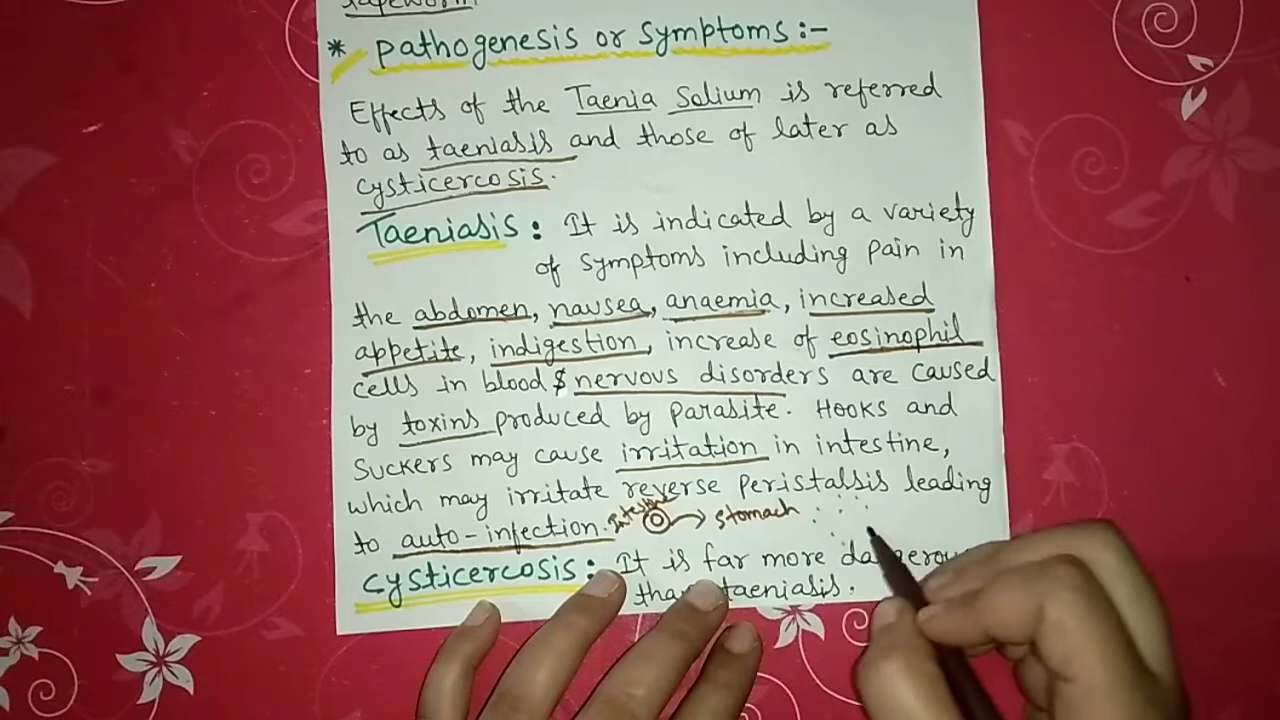 Tapeworm
* Pathogenesis or Symptoms :-
Effects of the Taenia Solium is referred
to as taeniasis and those of later as
cysticercosis.
Taeniasis : It is indicated by a variety
of symptoms including pain in
the abdomen, nausea, anaemia, increased
appetite, indigestion, increase of eosinophil
cells in blood $ nervous disorders are caused
by toxins produced by parasite. Hooks and
suckers may cause irritation in intestine,
which may irritate reverse peristalsis leading
to auto-infection. Intestine → stomach
Cysticercosis : It is far more
taeniasis.